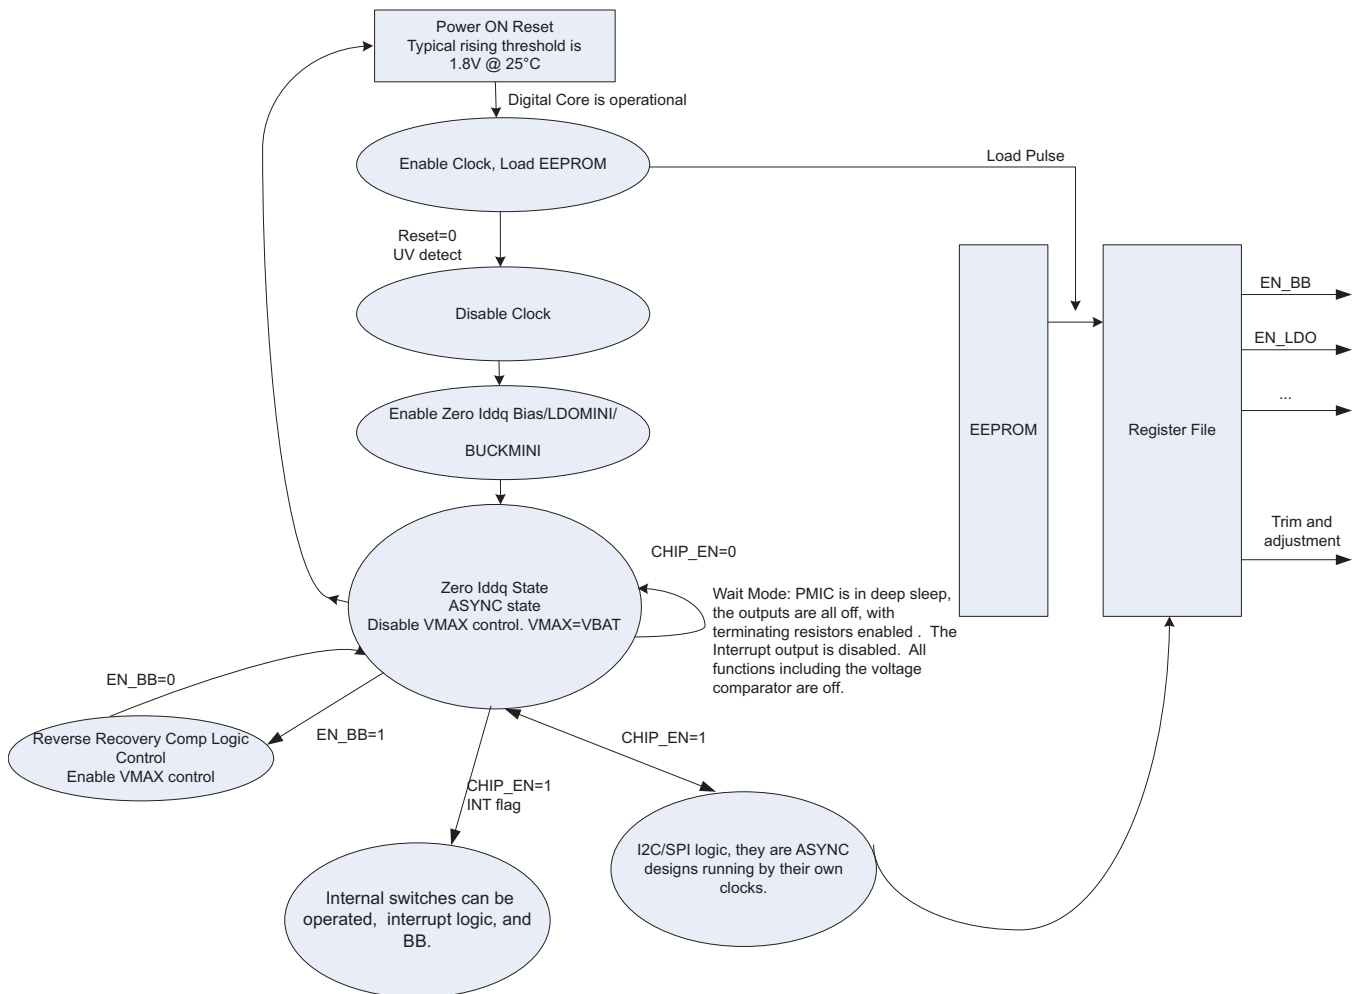 Power ON Reset
Typical rising threshold is
1.8V @ 25°C
Digital Core is operational
Enable Clock, Load EEPROM
Load Pulse
Reset=0
UV detect
Disable Clock
Enable Zero Iddq Bias/LDOMINI/
BUCKMINI
EEPROM
Register File
EN_BB
EN_LDO
...
Trim and
adjustment
CHIP_EN=0
Zero Iddq State
ASYNC state
Disable VMAX control. VMAX=VBAT
Wait Mode: PMIC is in deep sleep,
the outputs are all off, with
terminating resistors enabled .  The
Interrupt output is disabled.  All
functions including the voltage
comparator are off.
EN_BB=0
EN_BB=1
Reverse Recovery Comp Logic
Control
Enable VMAX control
CHIP_EN=1
INT flag
CHIP_EN=1
Internal switches can be
operated,  interrupt logic, and
BB.
I2C/SPI logic, they are ASYNC
designs running by their own
clocks.